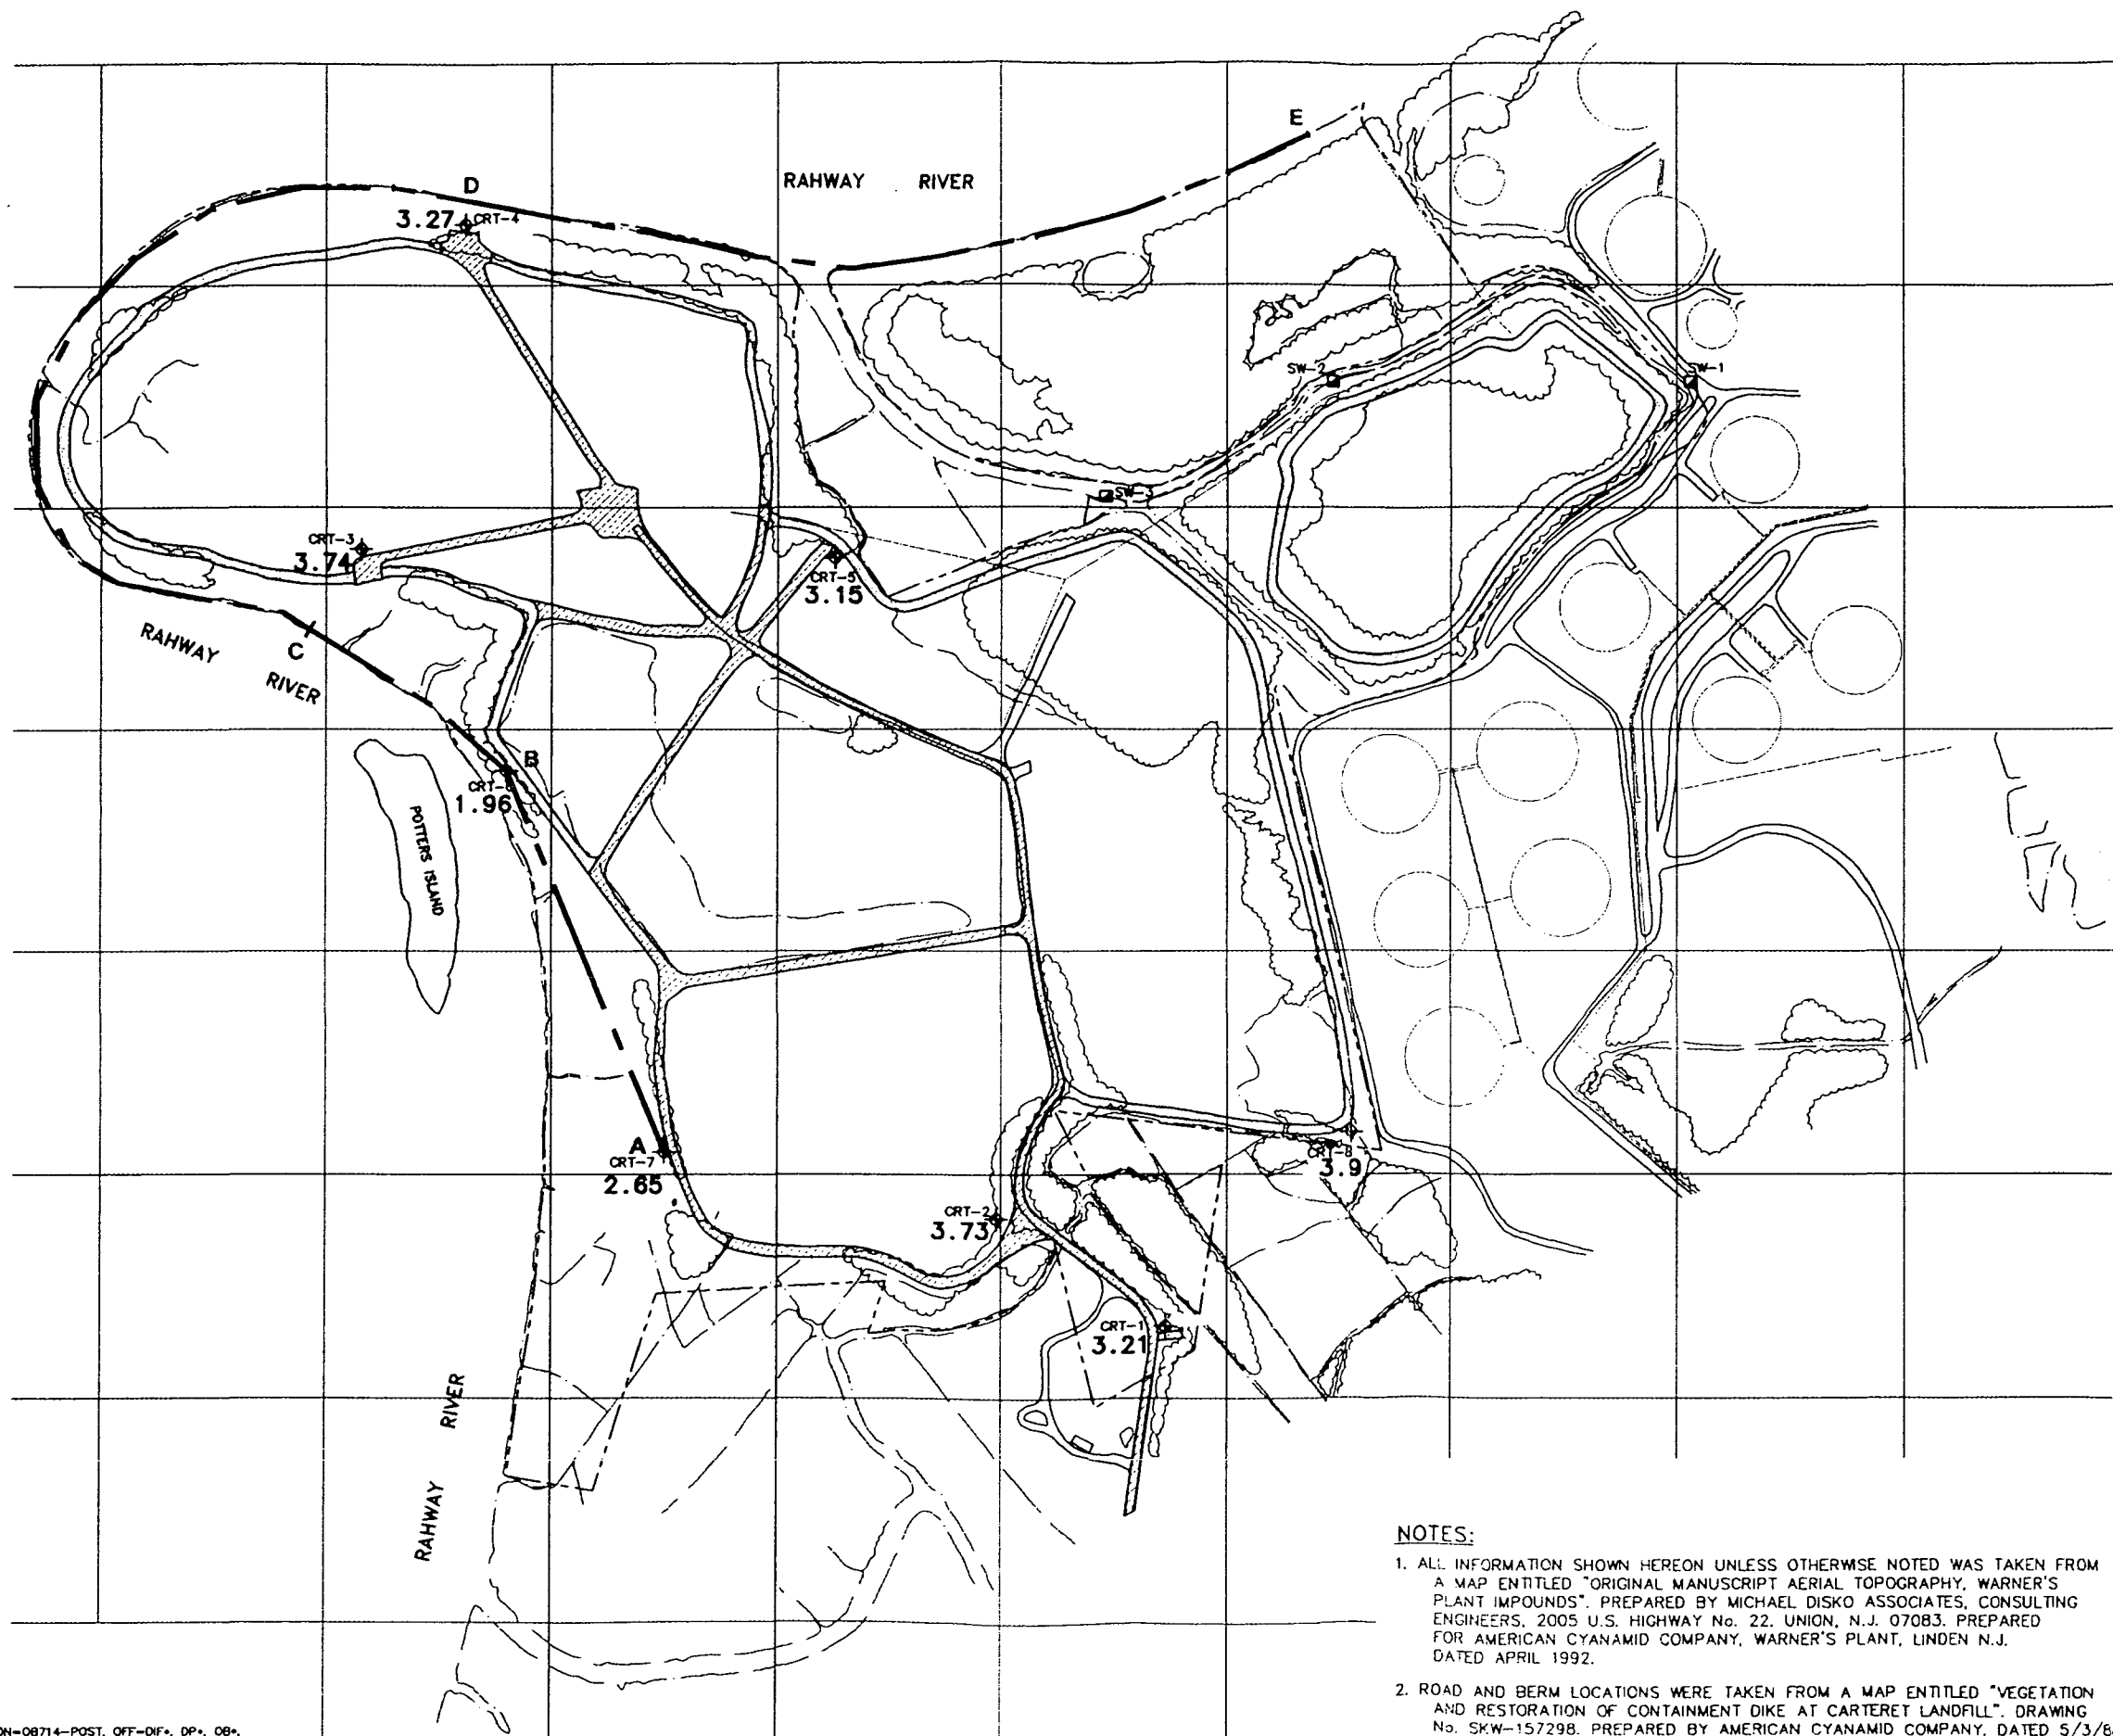 E
RAHWAY RIVER
D
3.27 CRT-4
SW-2
SW-1
SW-3
CRT-3
3.74
CRT-5
3.15
RAHWAY
RIVER
C
B
CRT-6
1.96
POTTERS ISLAND
A
CRT-7
2.65
CRT-8
3.9
CRT-2
3.73
CRT-1
3.21
RAHWAY RIVER
NOTES:
1. ALL INFORMATION SHOWN HEREON UNLESS OTHERWISE NOTED WAS TAKEN FROM
A MAP ENTITLED "ORIGINAL MANUSCRIPT AERIAL TOPOGRAPHY, WARNER'S
PLANT IMPOUNDS". PREPARED BY MICHAEL DISKO ASSOCIATES, CONSULTING
ENGINEERS, 2005 U.S. HIGHWAY No. 22, UNION, N.J. 07083. PREPARED
FOR AMERICAN CYANAMID COMPANY, WARNER'S PLANT, LINDEN N.J.
DATED APRIL 1992.
2. ROAD AND BERM LOCATIONS WERE TAKEN FROM A MAP ENTITLED "VEGETATION
AND RESTORATION OF CONTAINMENT DIKE AT CARTERET LANDFILL". DRAWING
No. SKW-157298. PREPARED BY AMERICAN CYANAMID COMPANY, DATED 5/3/8
ON=08714-POST, OFF=DIF*, DP*, OB*,